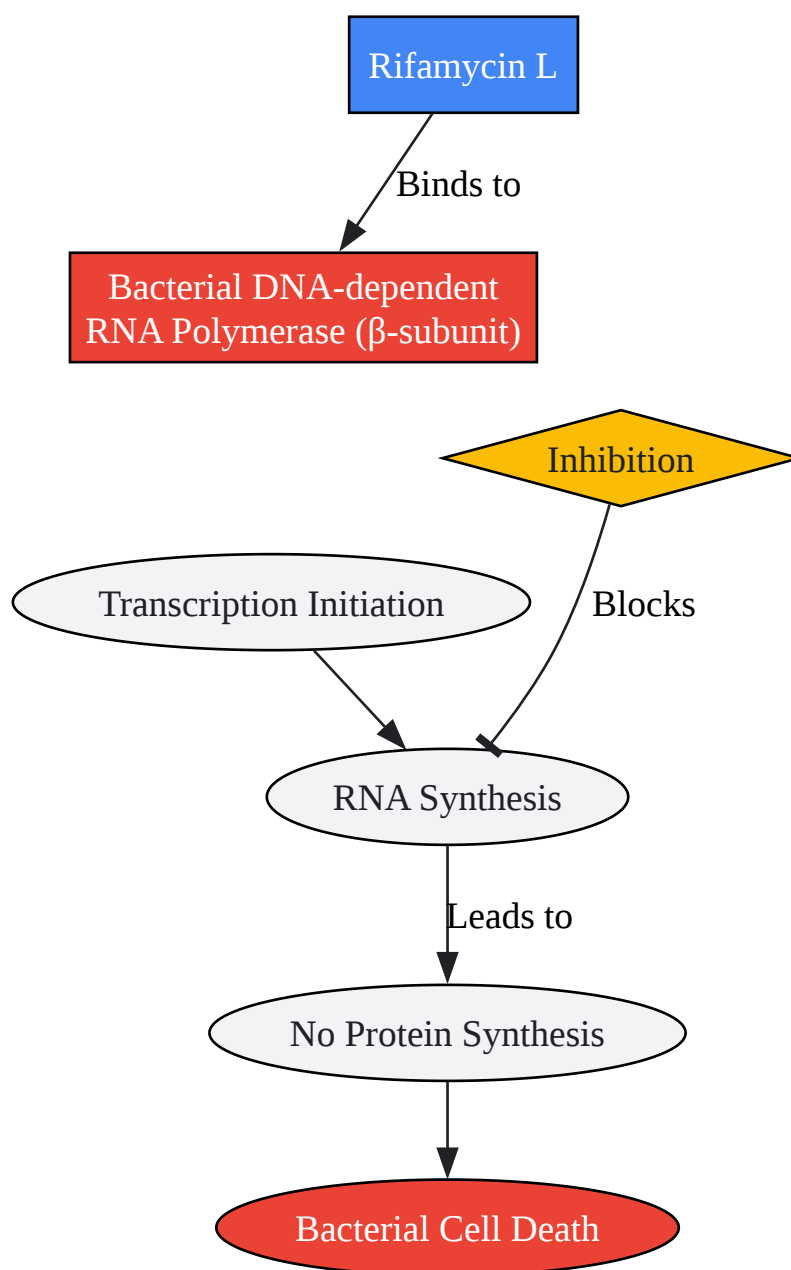 Rifamycin L
Binds to
Bacterial DNA-dependent
RNA Polymerase (β-subunit)
Inhibition
Transcription Initiation
Blocks
RNA Synthesis
Leads to
No Protein Synthesis
Bacterial Cell Death